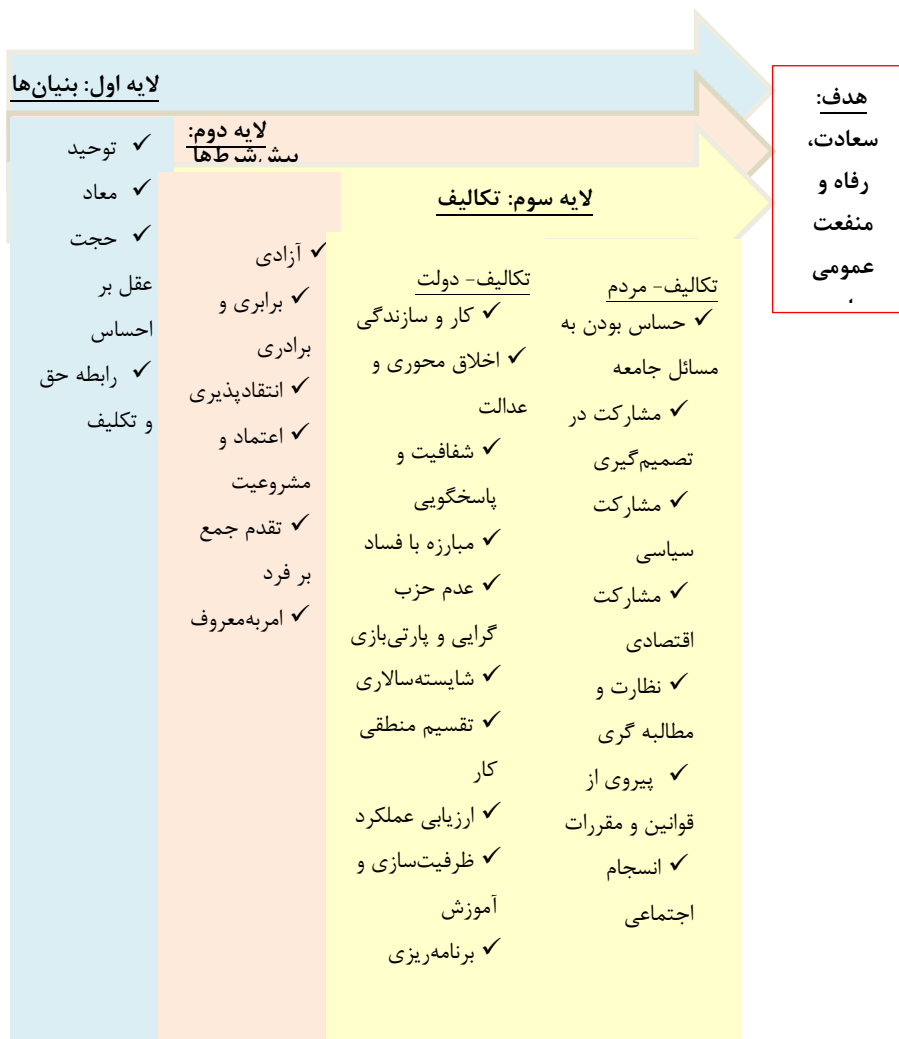 لایه اول: بنیان‌ها
✓ توحید
✓ معاد
✓ حجت
عقل بر
احساس
✓ رابطه حق
و تکلیف
لایه دوم:
پیش‌شرط‌ها
✓ آزادی
✓ برابری و
برادری
✓ انتقادپذیری
✓ اعتماد و
مشروعیت
✓ تقدم جمع
بر فرد
✓ امربه‌معروف
لایه سوم: تکالیف
تکالیف- دولت
✓ کار و سازندگی
✓ اخلاق محوری و
عدالت
✓ شفافیت و
پاسخگویی
✓ مبارزه با فساد
✓ عدم حزب
گرایی و پارتی‌بازی
✓ شایسته‌سالاری
✓ تقسیم منطقی
کار
✓ ارزیابی عملکرد
✓ ظرفیت‌سازی و
آموزش
✓ برنامه‌ریزی
تکالیف- مردم
✓ حساس بودن به
مسائل جامعه
✓ مشارکت در
تصمیم‌گیری
✓ مشارکت
سیاسی
✓ مشارکت
اقتصادی
✓ نظارت و
مطالبه گری
✓ پیروی از
قوانین و مقررات
✓ انسجام
اجتماعی
هدف:
سعادت،
رفاه و
منفعت
عمومی